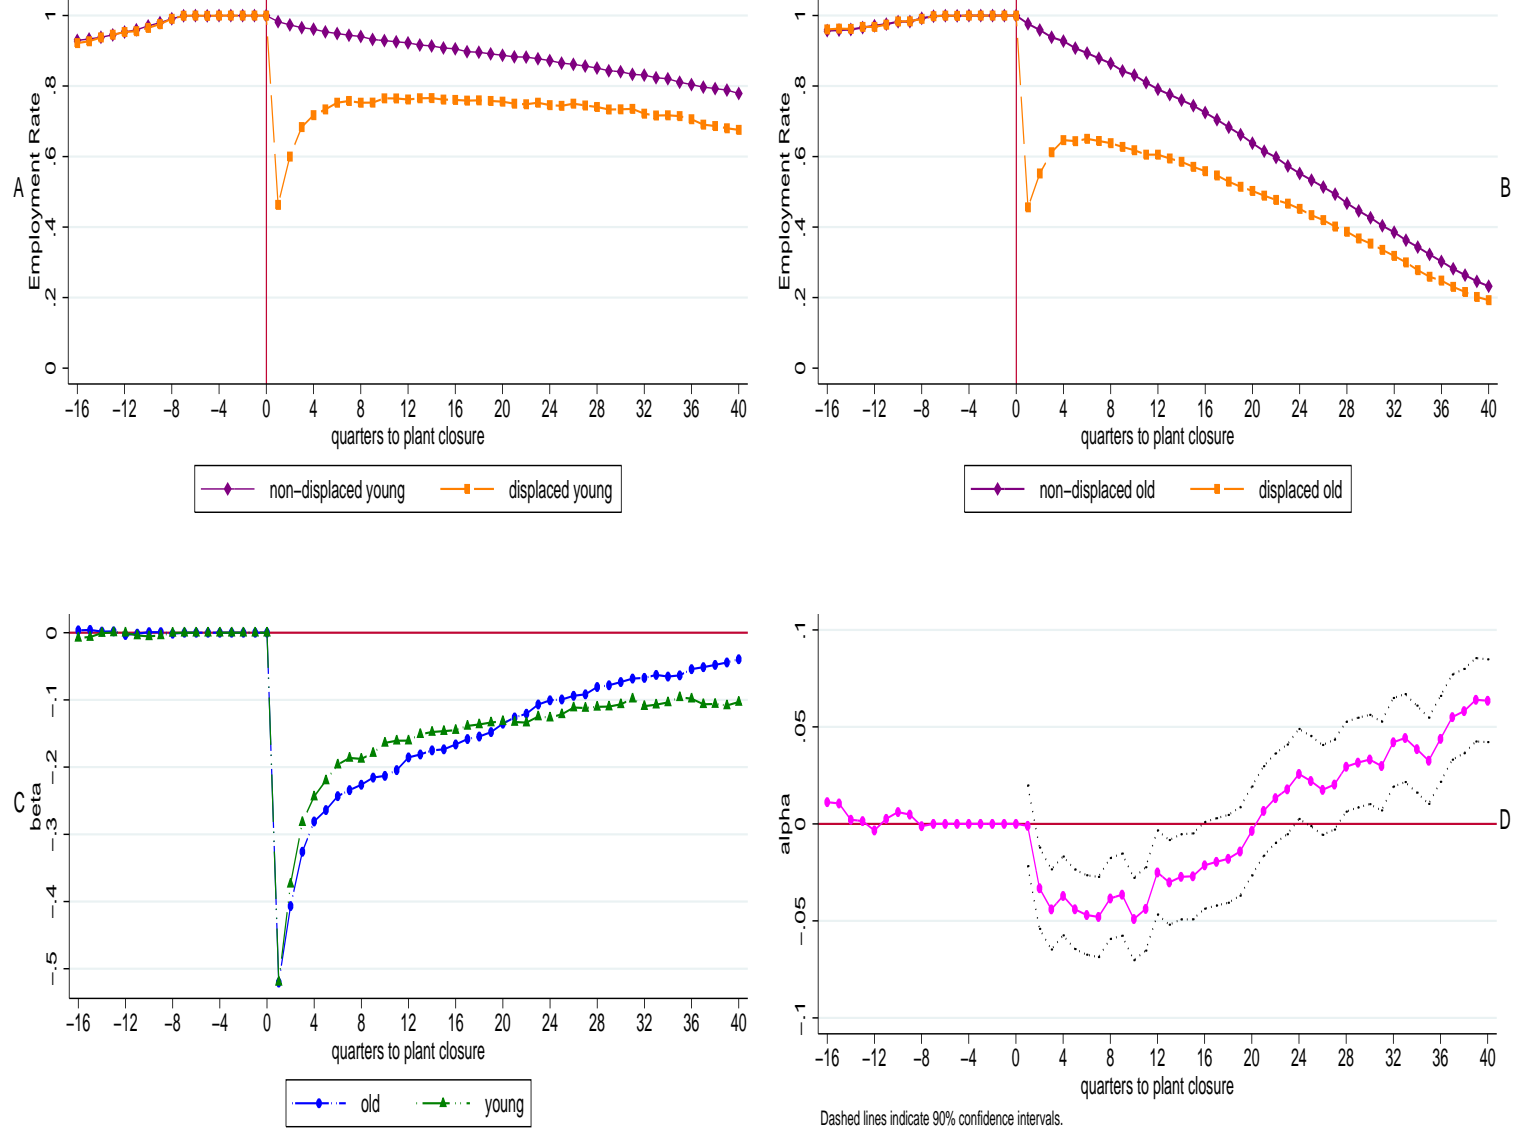 A
Employment Rate
0 .2 .4 .6 .8 1
−16 −12 −8 −4 0 4 8 12 16 20 24 28 32 36 40
quarters to plant closure
non−displaced young displaced young
B
Employment Rate
0 .2 .4 .6 .8 1
−16 −12 −8 −4 0 4 8 12 16 20 24 28 32 36 40
quarters to plant closure
non−displaced old displaced old
C
beta
−.5 −.4 −.3 −.2 −.1 0
−16 −12 −8 −4 0 4 8 12 16 20 24 28 32 36 40
quarters to plant closure
old young
D
alpha
−.1 −.05 0 .05 .1
−16 −12 −8 −4 0 4 8 12 16 20 24 28 32 36 40
quarters to plant closure
Dashed lines indicate 90% confidence intervals.